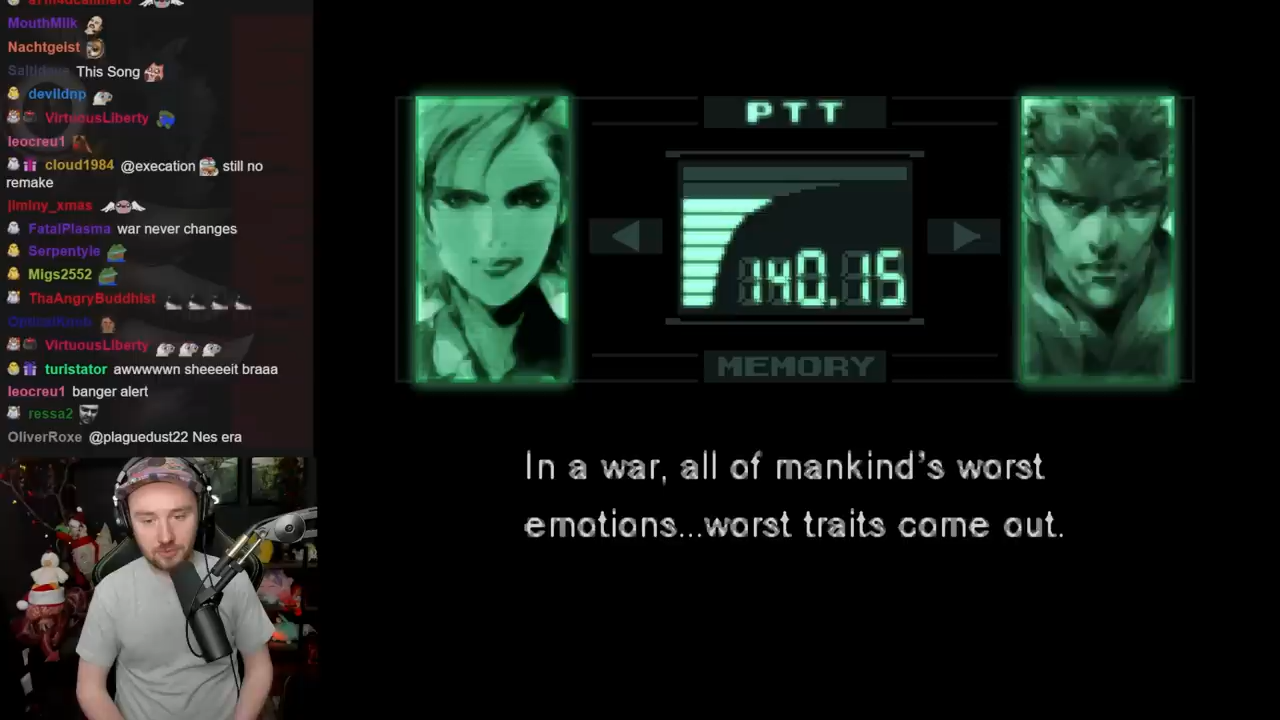 MouthMilk
Nachtgeist
This Song
devildnp
VirtuousLiberty
leocreu1
cloud1984 @execation still no
remake
jiminy_xmas
FatalPlasma war never changes
Serpentyle
Migs2552
ThaAngryBuddhist
VirtuousLiberty
turistator awwwwwn sheeeeit braaa
leocreu1 banger alert
ressa2
OliverRoxe @plaguedust22 Nes era
PTT
140.15
MEMORY
In a war, all of mankind's worst
emotions...worst traits come out.